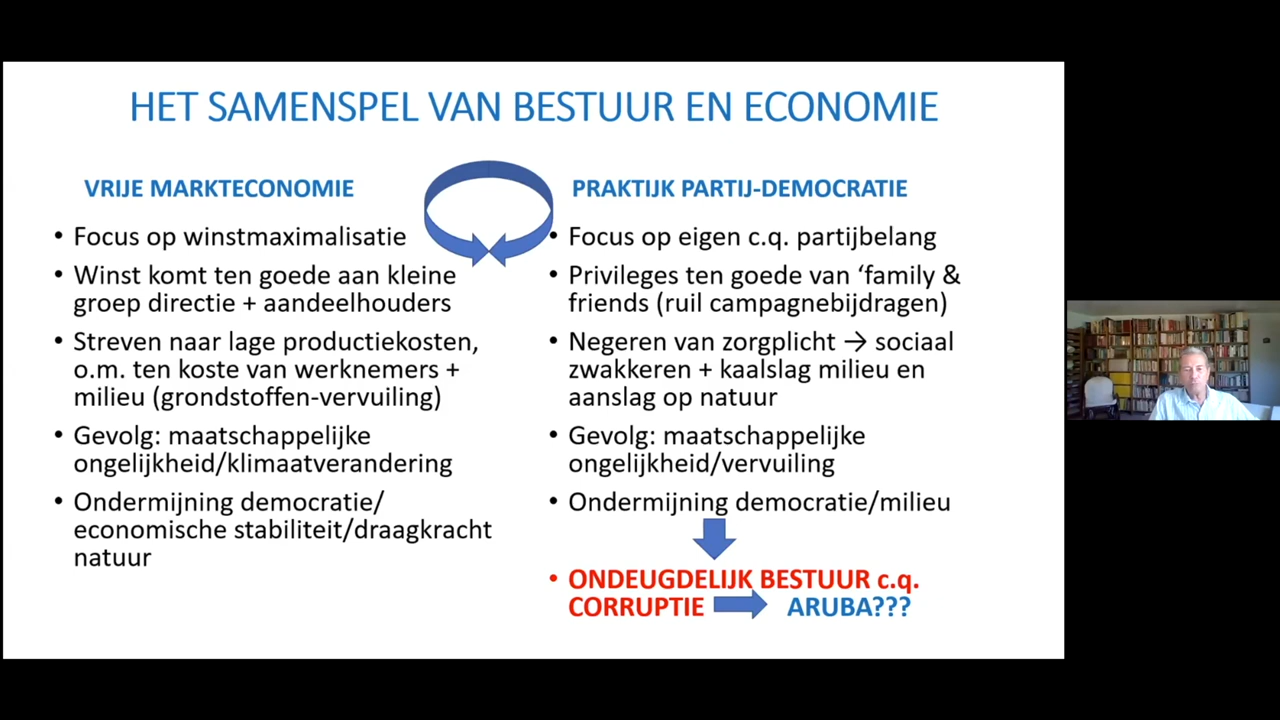 HET SAMENSPEL VAN BESTUUR EN ECONOMIE
VRIJE MARKTECONOMIE
• Focus op winstmaximalisatie
• Winst komt ten goede aan kleine
groep directie + aandeelhouders
• Streven naar lage productiekosten,
o.m. ten koste van werknemers +
milieu (grondstoffen-vervuiling)
• Gevolg: maatschappelijke
ongelijkheid/klimaatverandering
• Ondermijning democratie/
economische stabiliteit/draagkracht
natuur
PRAKTIJK PARTIJ-DEMOCRATIE
• Focus op eigen c.q. partijbelang
• Privileges ten goede van ‘family &
friends (ruil campagnebijdragen)
• Negeren van zorgplicht → sociaal
zwakkeren + kaalslag milieu en
aanslag op natuur
• Gevolg: maatschappelijke
ongelijkheid/vervuiling
• Ondermijning democratie/milieu
• ONDEUGDELIJK BESTUUR c.q.
CORRUPTIE ARUBA???